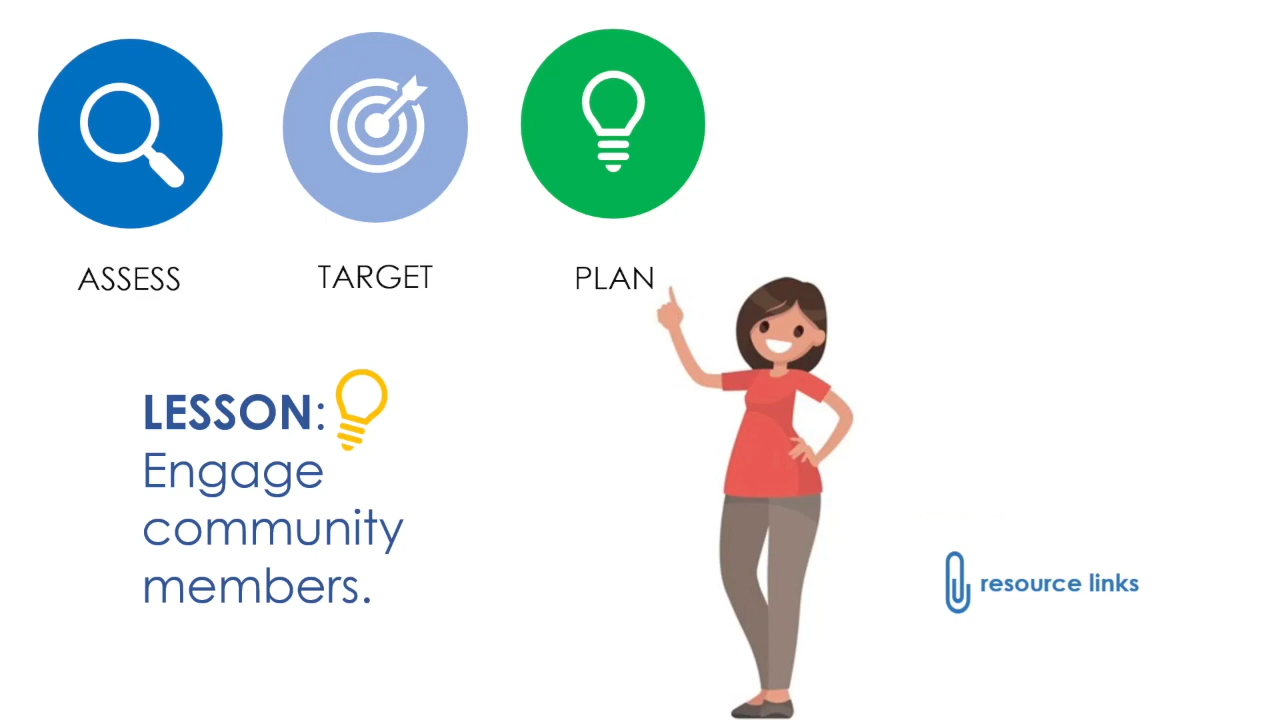 ASSESS
TARGET
PLAN
LESSON:
Engage
community
members.
resource links